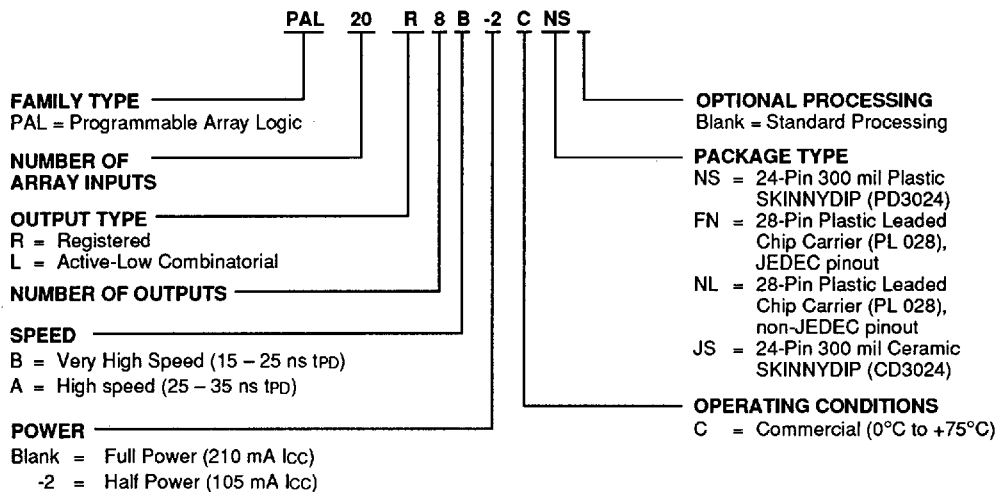 PAL 20 R 8 B -2 C NS
FAMILY TYPE
PAL = Programmable Array Logic
NUMBER OF
ARRAY INPUTS
OUTPUT TYPE
R = Registered
L = Active-Low Combinatorial
NUMBER OF OUTPUTS
SPEED
B = Very High Speed (15 – 25 ns tPD)
A = High speed (25 – 35 ns tPD)
POWER
Blank = Full Power (210 mA ICC)
-2 = Half Power (105 mA ICC)
OPTIONAL PROCESSING
Blank = Standard Processing
PACKAGE TYPE
NS = 24-Pin 300 mil Plastic
SKINNYDIP (PD3024)
FN = 28-Pin Plastic Leaded
Chip Carrier (PL 028),
JEDEC pinout
NL = 28-Pin Plastic Leaded
Chip Carrier (PL 028),
non-JEDEC pinout
JS = 24-Pin 300 mil Ceramic
SKINNYDIP (CD3024)
OPERATING CONDITIONS
C = Commercial (0°C to +75°C)